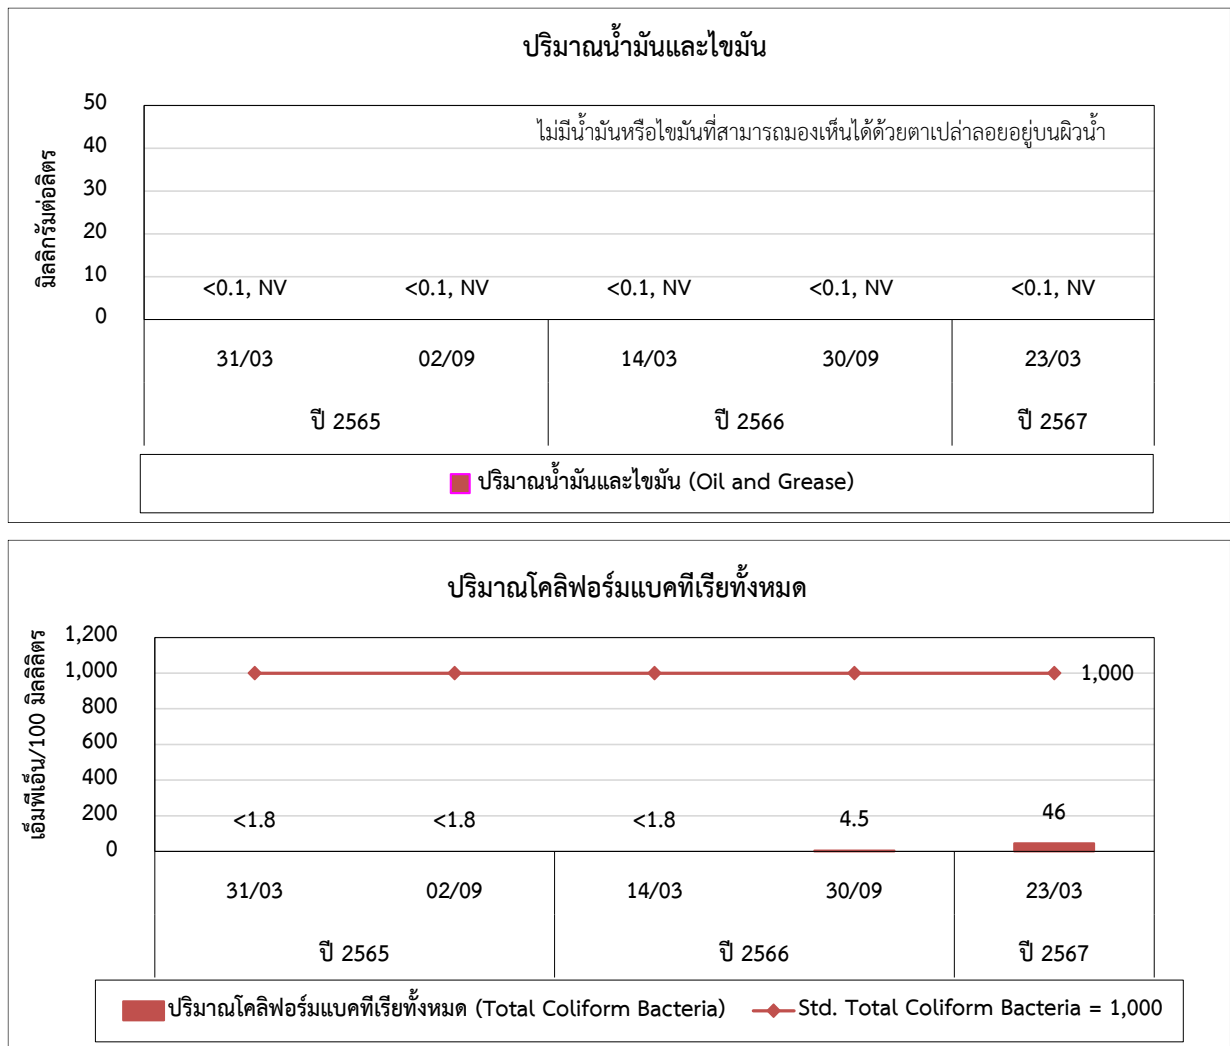 ปริมาณน้ำมันและไขมัน
มิลลิกรัมต่อลิตร
50
ไม่มีน้ำมันหรือไขมันที่สามารถมองเห็นได้ด้วยตาเปล่าลอยอยู่บนผิวน้ำ
40
30
20
10
<0.1, NV <0.1, NV <0.1, NV <0.1, NV <0.1, NV
0
31/03 02/09 14/03 30/09 23/03
ปี 2565 ปี 2566 ปี 2567
ปริมาณน้ำมันและไขมัน (Oil and Grease)
ปริมาณโคลิฟอร์มแบคทีเรียทั้งหมด
เอ็มพีเอ็น/100 มิลลิลิตร
1,200
1,000 1,000
800
600
400
200
<1.8 <1.8 <1.8 4.5 46
0
31/03 02/09 14/03 30/09 23/03
ปี 2565 ปี 2566 ปี 2567
ปริมาณโคลิฟอร์มแบคทีเรียทั้งหมด (Total Coliform Bacteria) Std. Total Coliform Bacteria = 1,000